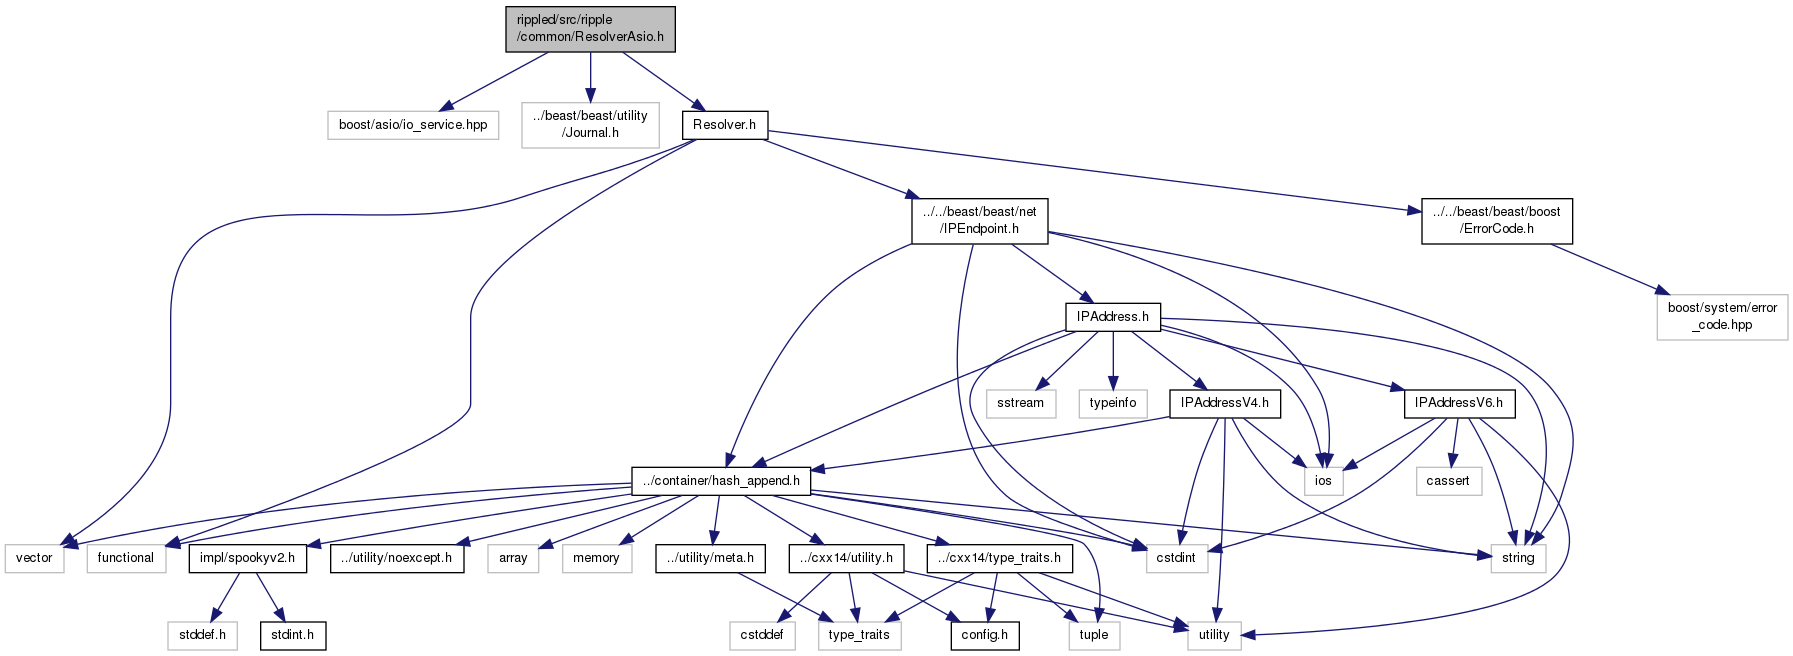 rippled/src/ripple
/common/ResolverAsio.h
boost/asio/io_service.hpp
../beast/beast/utility
/Journal.h
Resolver.h
../../beast/beast/net
/IPEndpoint.h
../../beast/beast/boost
/ErrorCode.h
IPAddress.h
boost/system/error
_code.hpp
sstream
typeinfo
IPAddressV4.h
IPAddressV6.h
../container/hash_append.h
ios
cassert
vector
functional
impl/spookyv2.h
../utility/noexcept.h
array
memory
../utility/meta.h
../cxx14/utility.h
../cxx14/type_traits.h
cstdint
string
stddef.h
stdint.h
cstddef
type_traits
config.h
tuple
utility